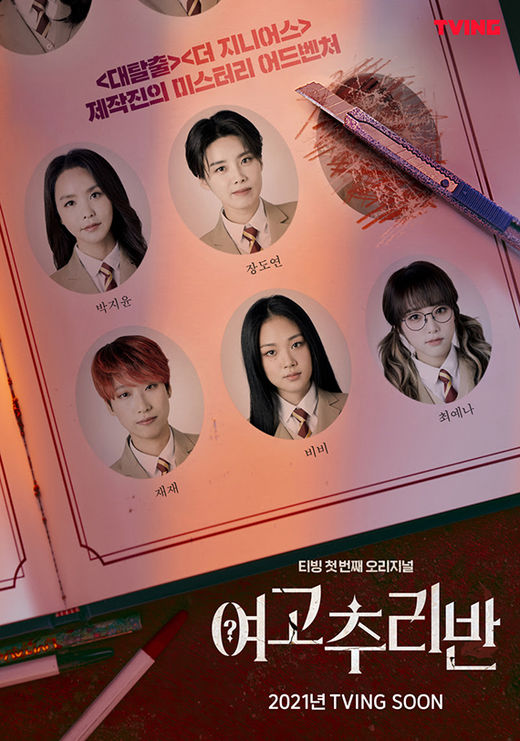 TVING
<대탈출><더 지니어스>
제작진의 미스터리 어드벤처
장도연
박지윤
최예나
비비
재재
티빙 첫 번째 오리지널
여고추리반
?
2021년 TVING SOON